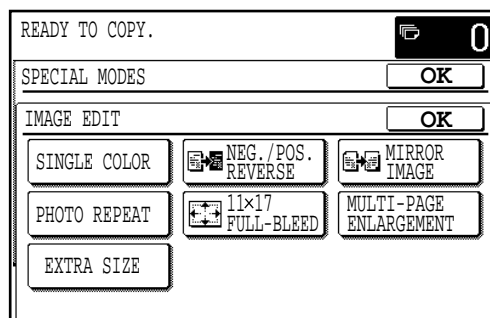 READY TO COPY.
0
SPECIAL MODES
OK
IMAGE EDIT
OK
SINGLE COLOR
NEG./POS.
REVERSE
MIRROR
IMAGE
PHOTO REPEAT
11×17
FULL-BLEED
MULTI-PAGE
ENLARGEMENT
EXTRA SIZE